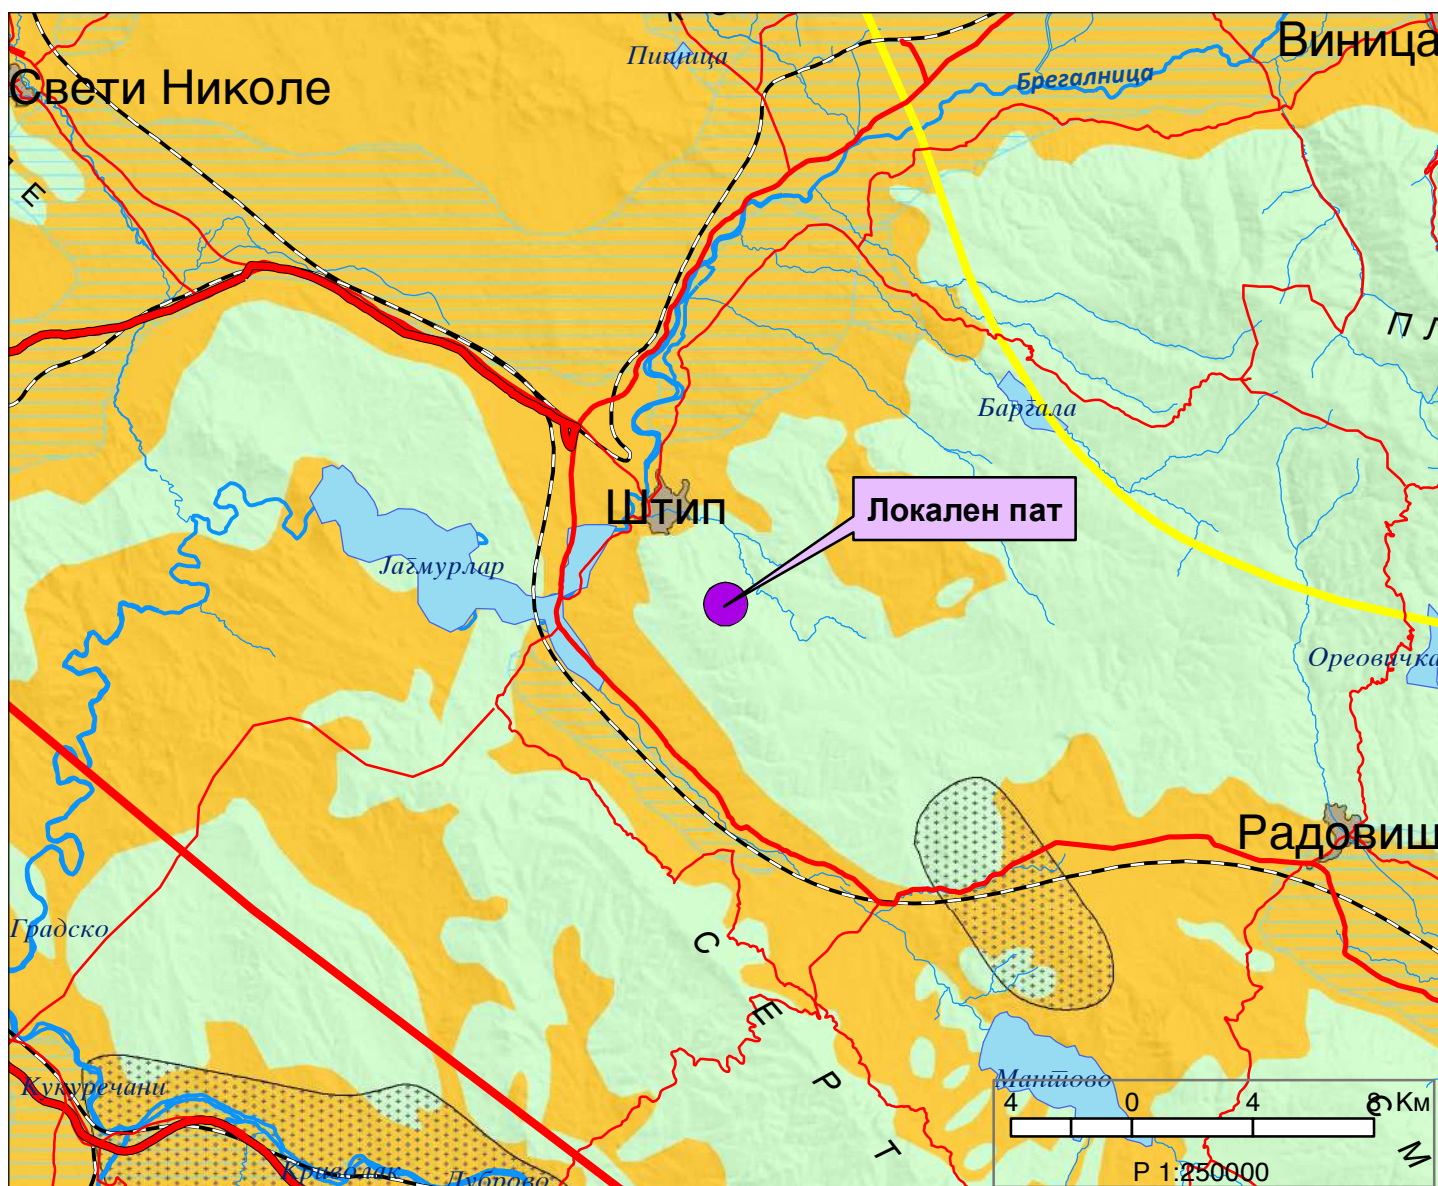 Пишица
Виница
Свети Николе
Брегалница
Е
П Л
Баргала
Штип
Локален пат
Јагмурлар
Ореовичка
Радовиш
Градско
С
Е
Р
Т
С
М
Мантово
Кукуречани
Криволак
Дуброво
4 0 4 8 Км
Р 1:250000